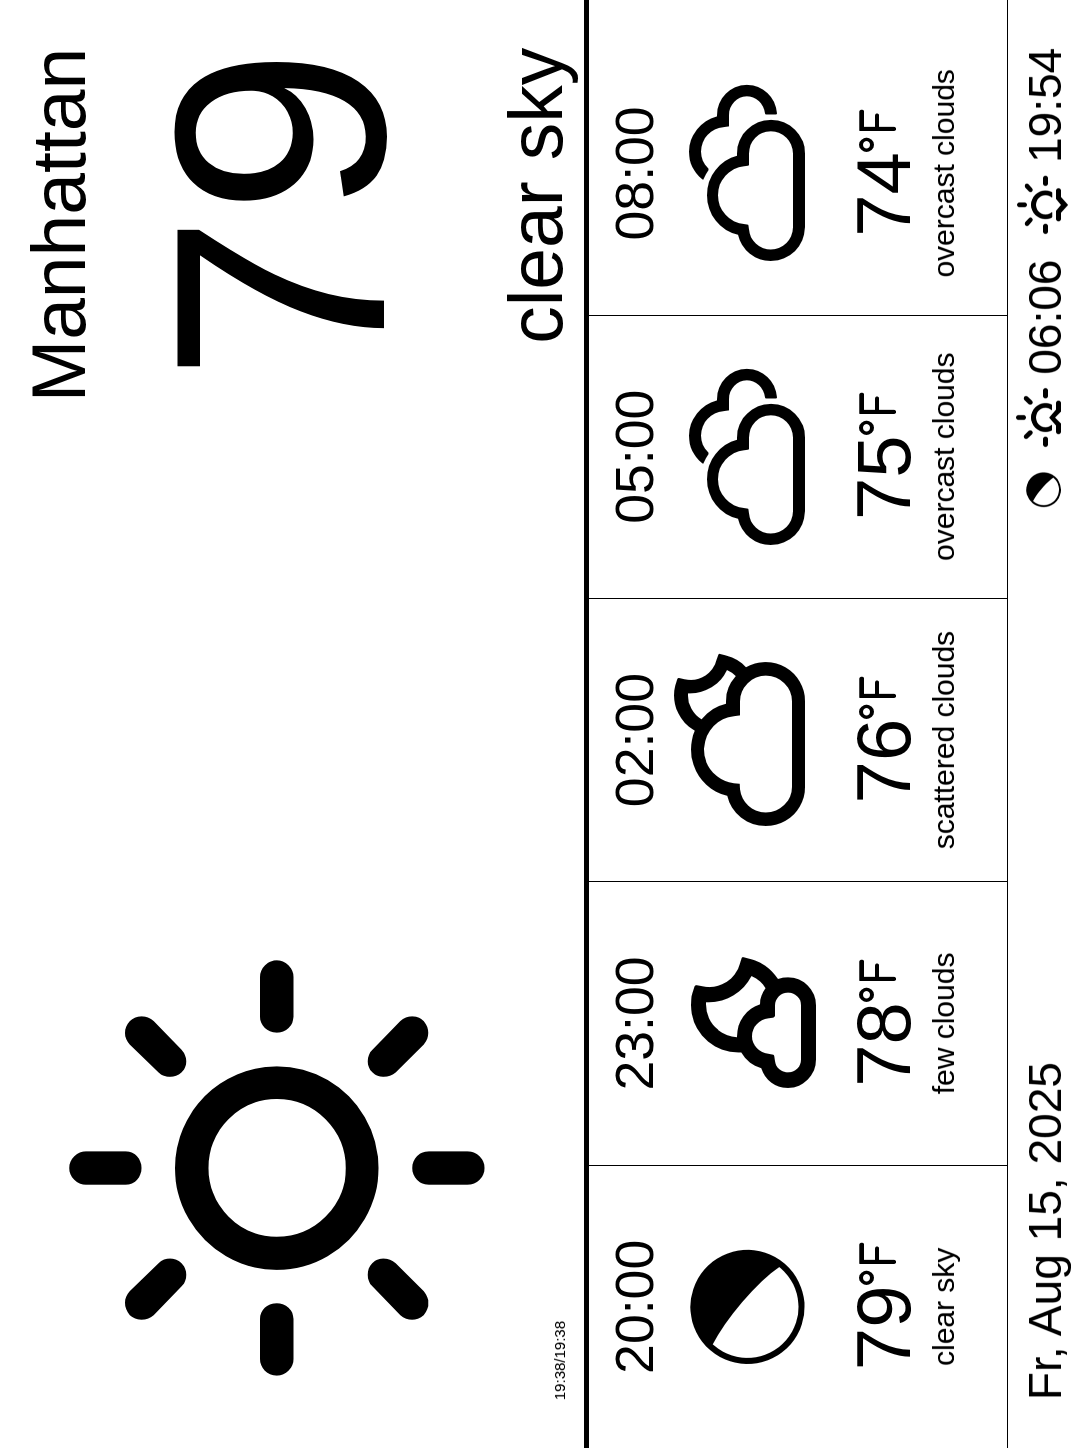 Manhattan
79
clear sky
19:38/19:38
20:00
79°F
clear sky
23:00
78°F
few clouds
02:00
76°F
scattered clouds
05:00
75°F
overcast clouds
08:00
74°F
overcast clouds
Fr, Aug 15, 2025
06:06
19:54